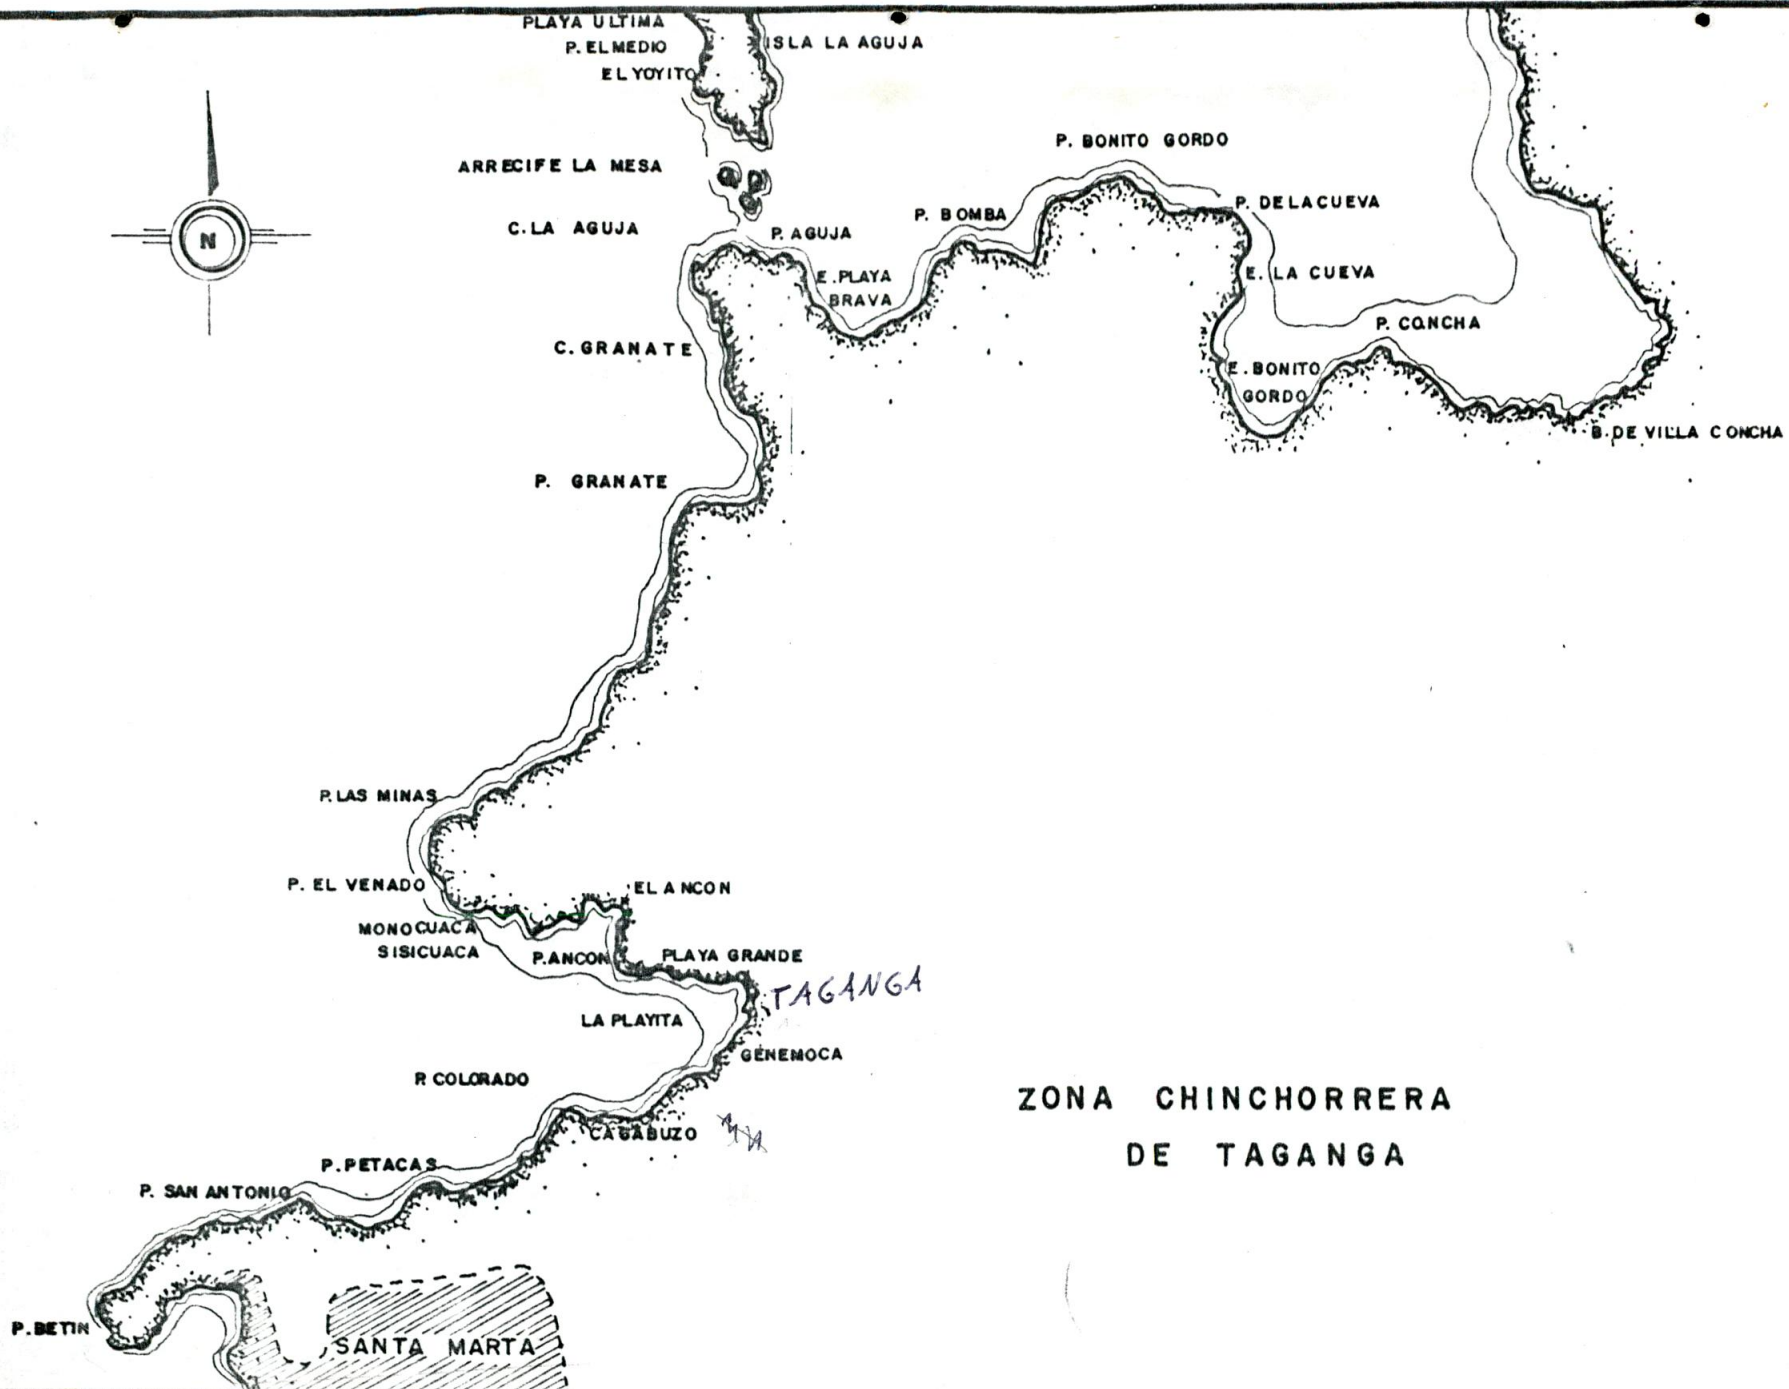 PLAYA ULTIMA
P. EL MEDIO
ISLA LA AGUJA
EL YOYITO
P. BONITO GORDO
ARRECIFE LA MESA
P. DE LA CUEVA
P. BOMBA
C. LA AGUJA
P. AGUJA
N
E. PLAYA
BRAVA
E. LA CUEVA
P. CONCHA
C. GRANATE
E. BONITO
GORDO
B. DE VILLA CONCHA
P. GRANATE
P. LAS MINAS
P. EL VENADO
EL ANCON
MONOCUACA
SISICUACA
P. ANCON
PLAYA GRANDE
TAGANGA
LA PLAYITA
GENEMOCA
P. COLORADO
ZONA CHINCHORRERA
DE TAGANGA
CAGABUZO
P. PETACAS
P. SAN ANTONIO
P. BETIN
SANTA MARTA